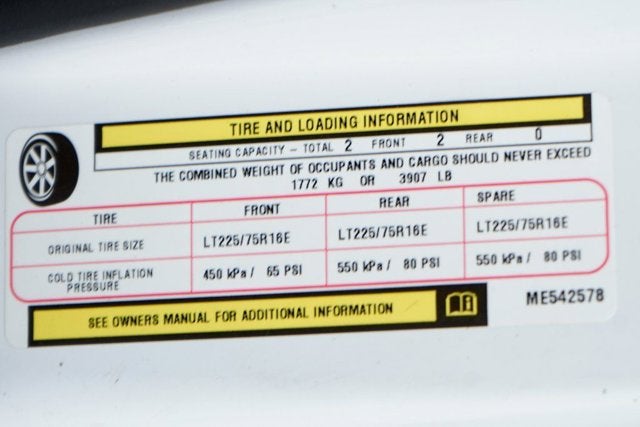 TIRE AND LOADING INFORMATION
SEATING CAPACITY – TOTAL 2 FRONT 2 REAR 0
THE COMBINED WEIGHT OF OCCUPANTS AND CARGO SHOULD NEVER EXCEED
1772 KG OR 3907 LB
TIRE FRONT REAR SPARE
ORIGINAL TIRE SIZE LT225/75R16E LT225/75R16E LT225/75R16E
COLD TIRE INFLATION
PRESSURE 450 kPa / 65 PSI 550 kPa / 80 PSI 550 kPa / 80 PSI
SEE OWNERS MANUAL FOR ADDITIONAL INFORMATION
ME542578